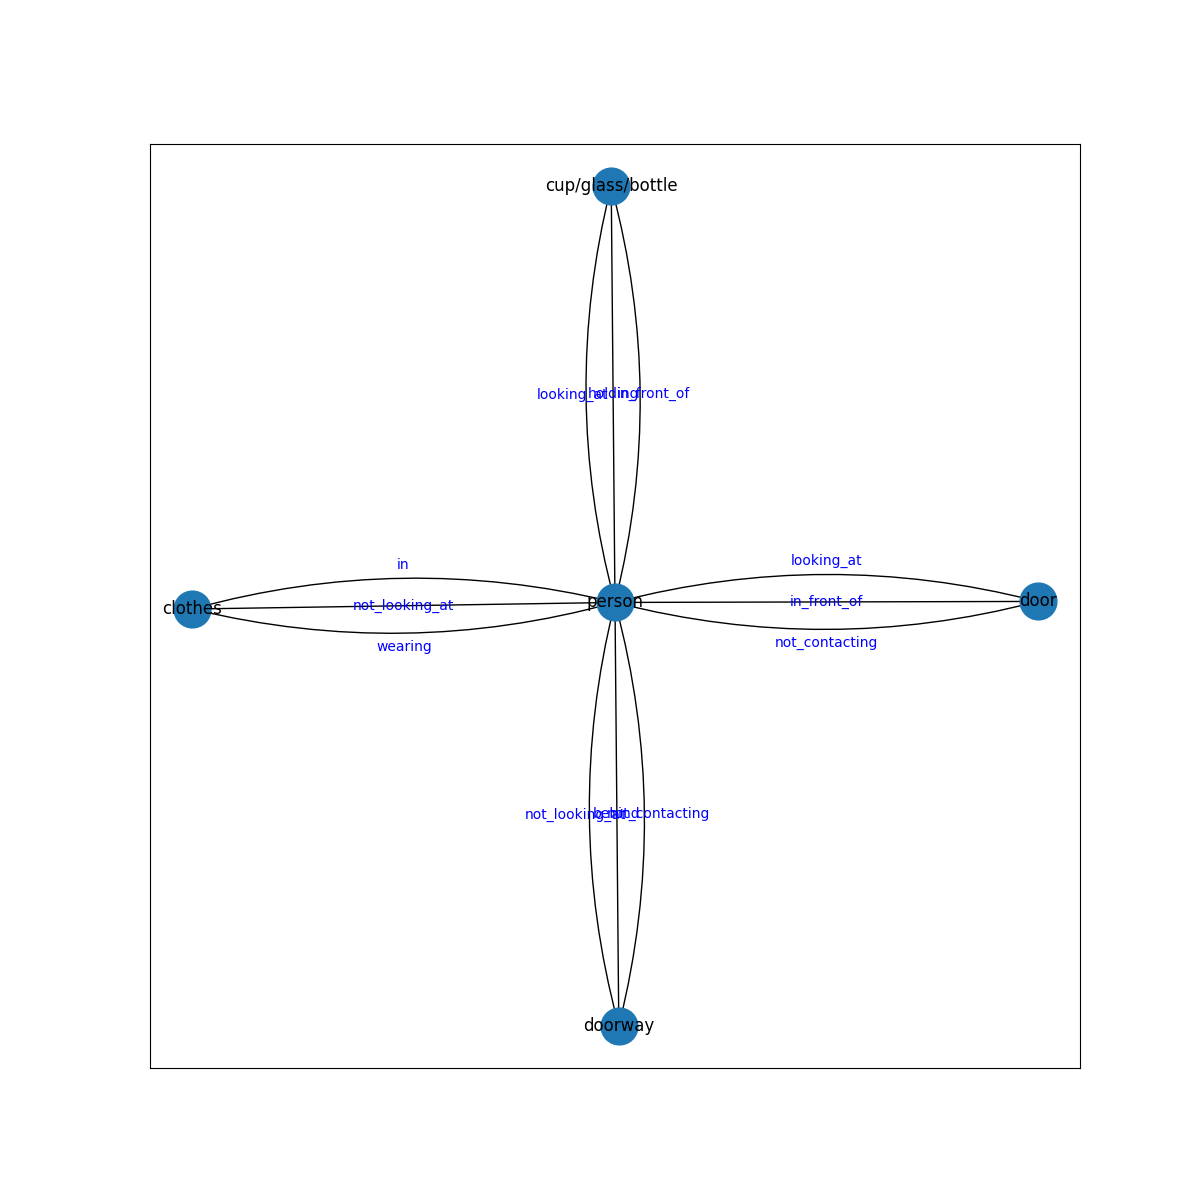 cup/glass/bottle
looking_at
holding
in_front_of
in
looking_at
clothes
not_looking_at
person
in_front_of
door
wearing
not_contacting
not_looking_at
behind
not_contacting
doorway